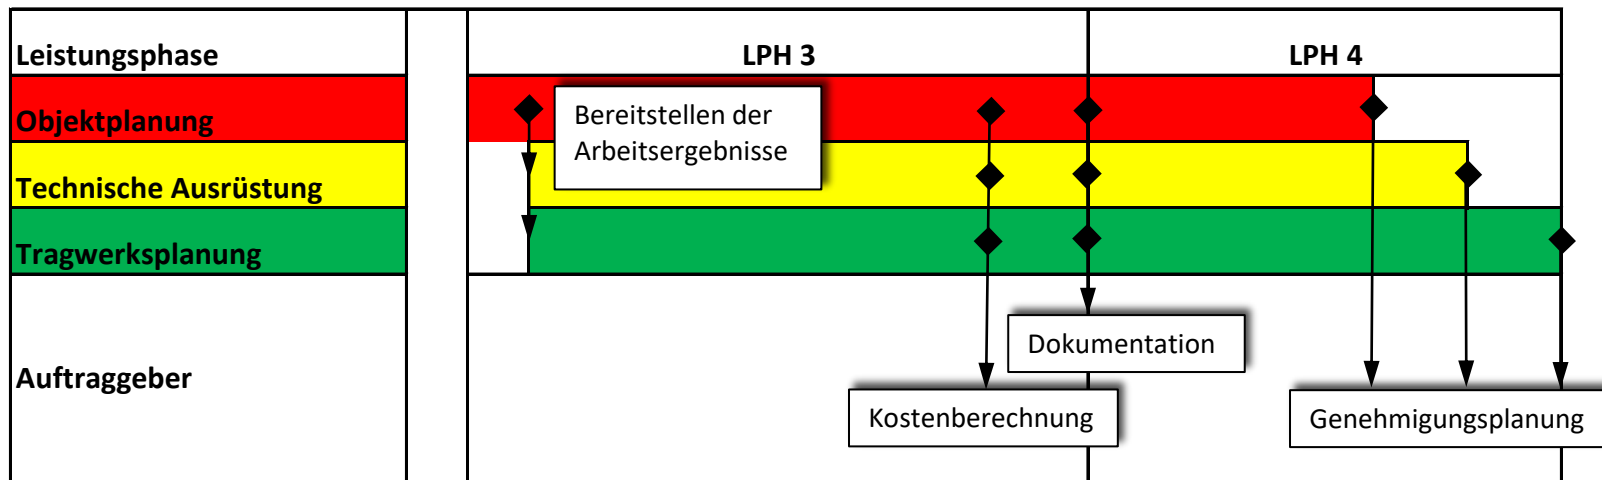 Leistungsphase
LPH 3
LPH 4
Objektplanung
Bereitstellen der
Arbeitsergebnisse
Technische Ausrüstung
Tragwerksplanung
Auftraggeber
Dokumentation
Kostenberechnung
Genehmigungsplanung